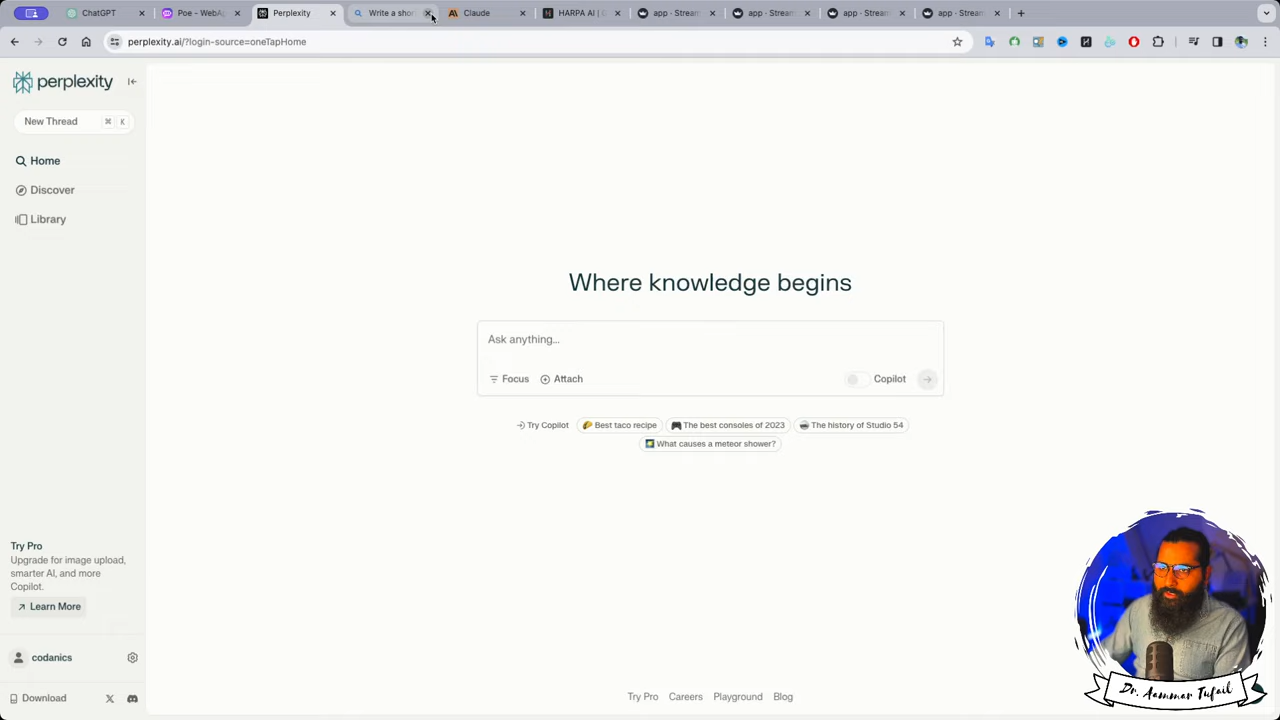 ChatGPT
Poe - WebA
Perplexity
Write a shor
Claude
HARPA AI | G
app · Stream
app · Stream
app · Stream
app · Stream
perplexity.ai/?login-source=oneTapHome
perplexity
New Thread ⌘ K
Home
Discover
Library
Where knowledge begins
Ask anything...
Focus Attach Copilot
Try Copilot Best taco recipe The best consoles of 2023 The history of Studio 54
What causes a meteor shower?
Try Pro
Upgrade for image upload,
smarter AI, and more
Copilot.
Learn More
codanics
Download
Try Pro Careers Playground Blog
Dr. Aammar Tufail